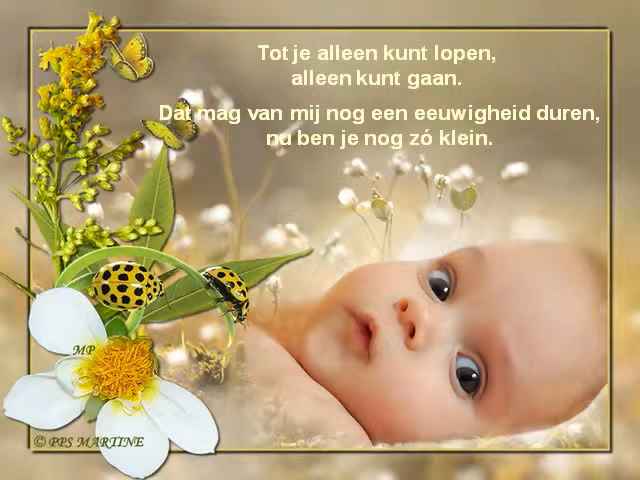 Tot je alleen kunt lopen,
alleen kunt gaan.
Dat mag van mij nog een eeuwigheid duren,
nu ben je nog zó klein.
MP
© PPS MARTINE